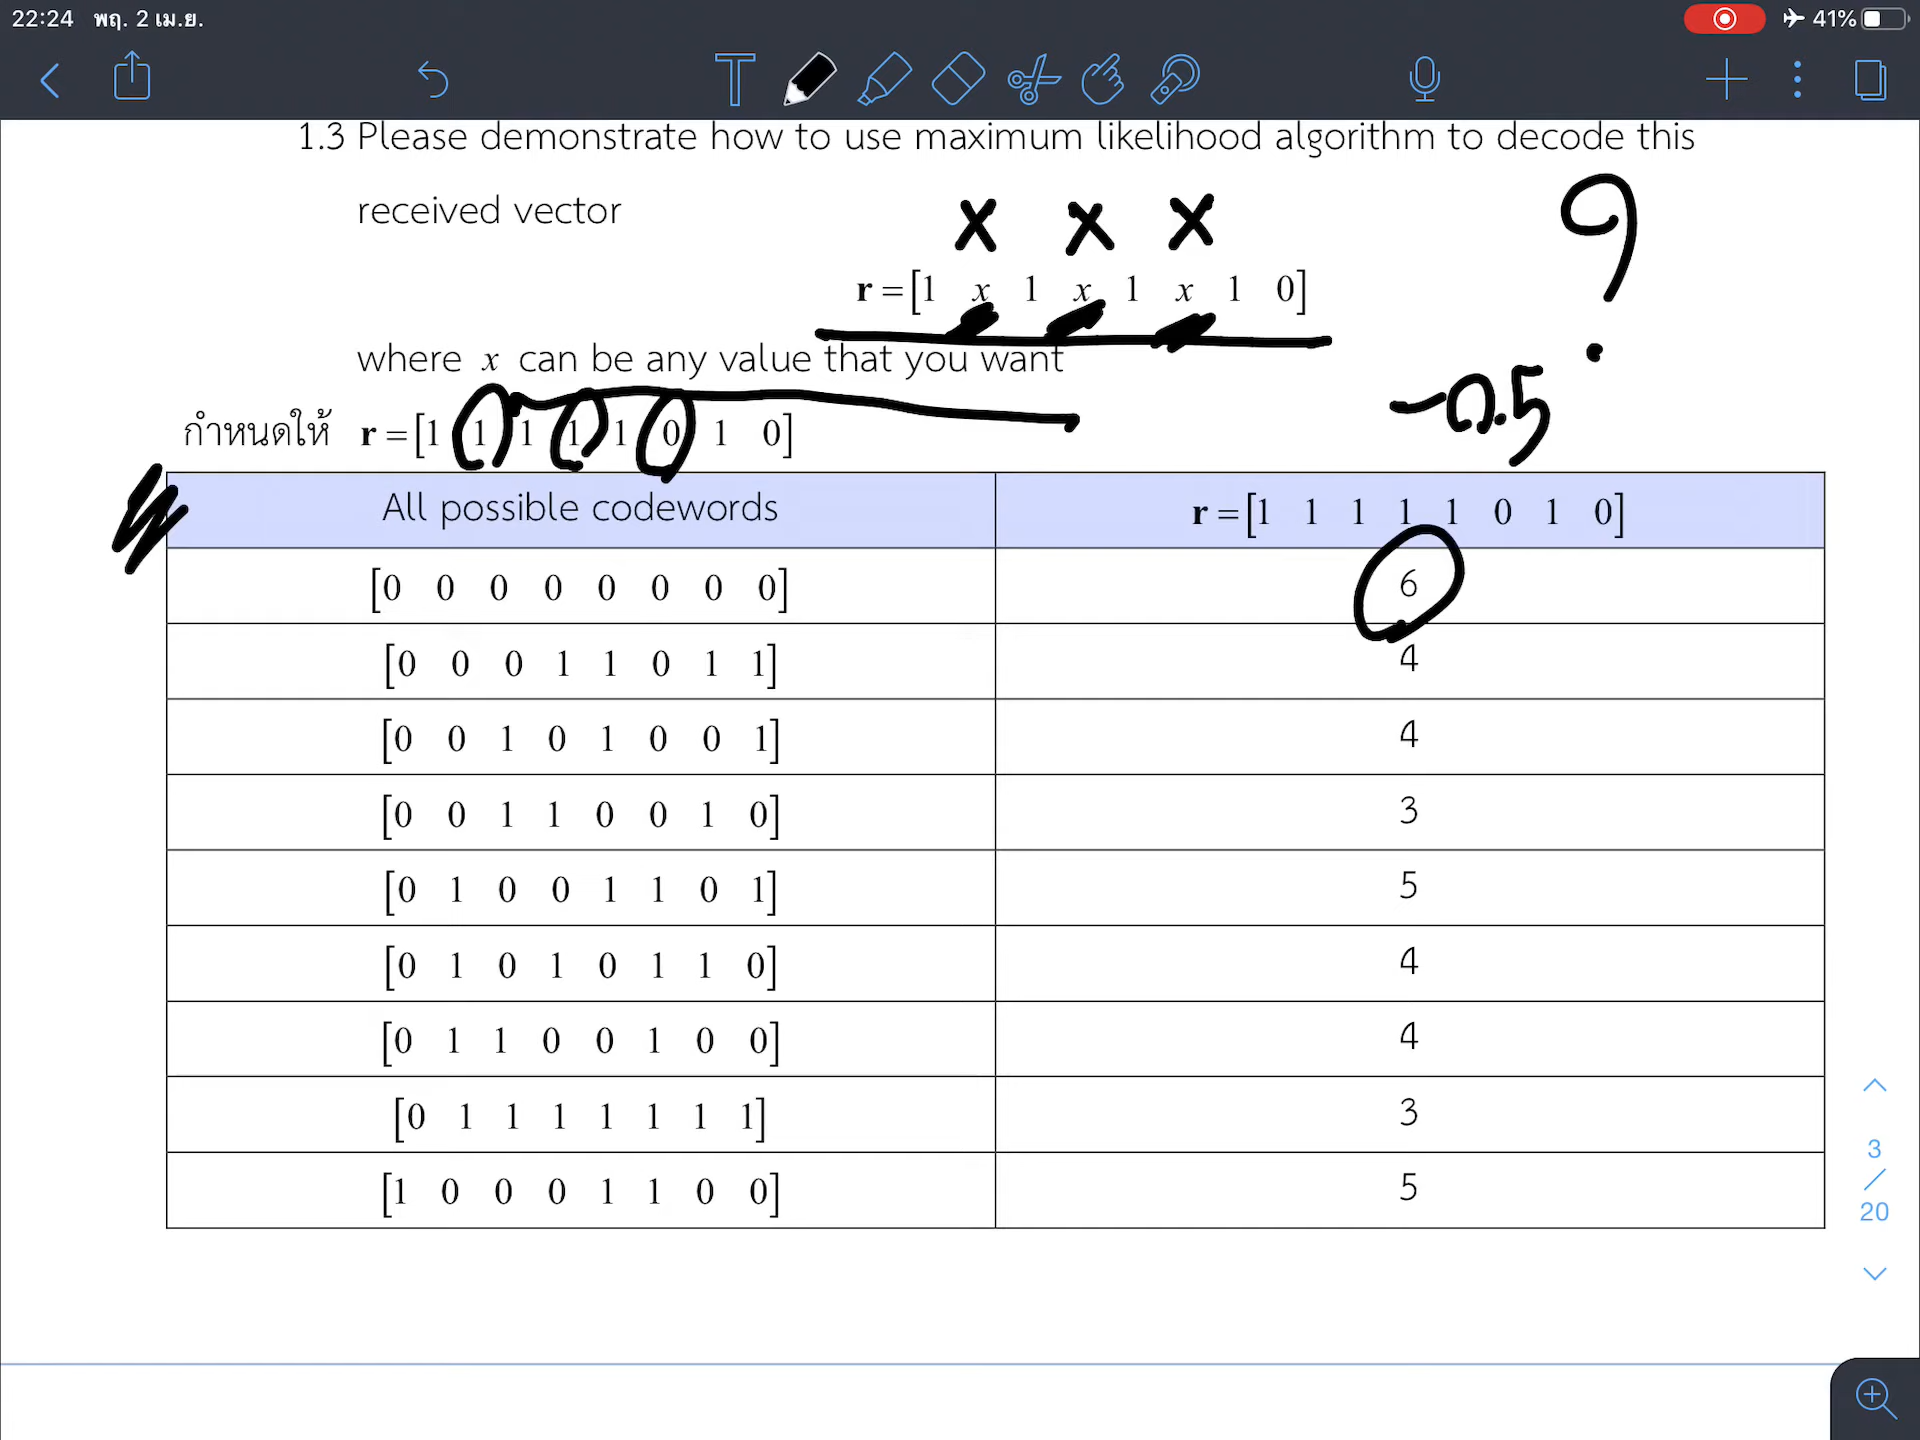 22:24 พฤ. 2 เม.ย. 41%
1.3 Please demonstrate how to use maximum likelihood algorithm to decode this
received vector
x x x
?
r = [1 x 1 x 1 x 1 0]
where x can be any value that you want
-0.5
กำหนดให้ r = [1 1 1 1 1 0 1 0]
All possible codewords r = [1 1 1 1 1 0 1 0]
[0 0 0 0 0 0 0 0] 6
[0 0 0 1 1 0 1 1] 4
[0 0 1 0 1 0 0 1] 4
[0 0 1 1 0 0 1 0] 3
[0 1 0 0 1 1 0 1] 5
[0 1 0 1 0 1 1 0] 4
[0 1 1 0 0 1 0 0] 4
[0 1 1 1 1 1 1 1] 3
[1 0 0 0 1 1 0 0] 5
3
/
20